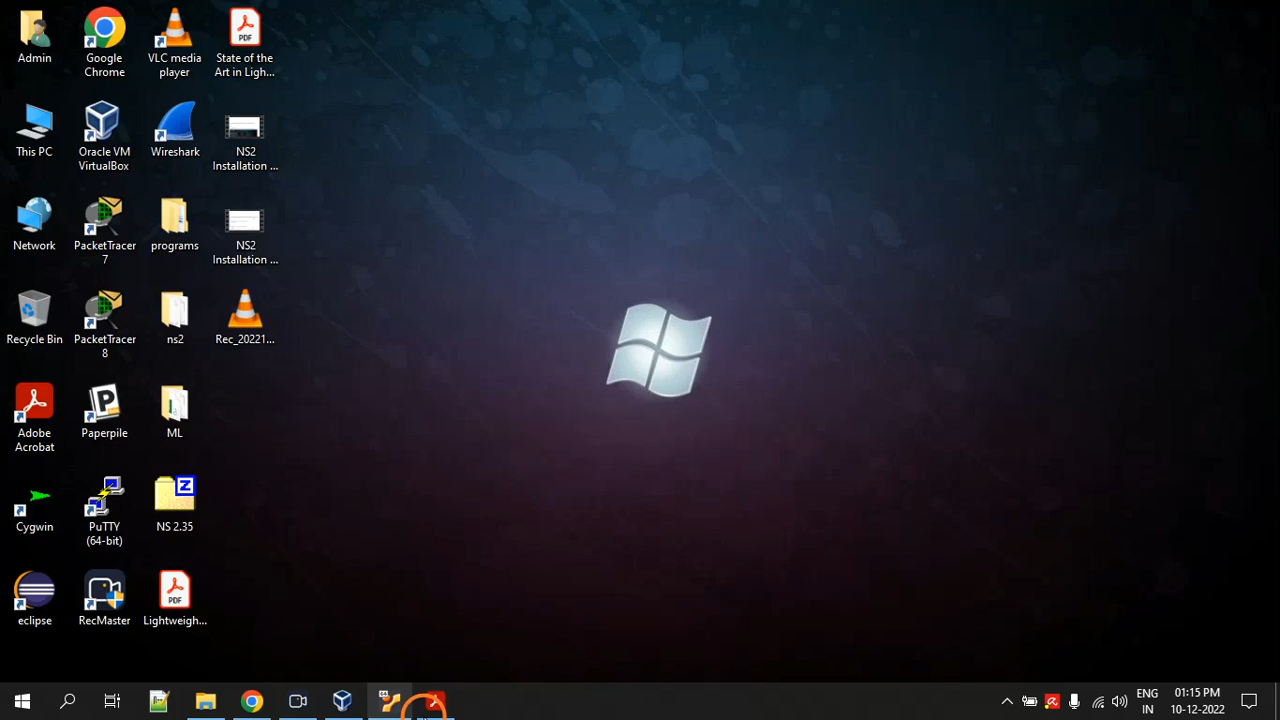 Admin
Google
Chrome
VLC media
player
State of the
Art in Ligh...
This PC
Oracle VM
VirtualBox
Wireshark
NS2
Installation ...
Network
PacketTracer
7
programs
NS2
Installation ...
Recycle Bin
PacketTracer
8
ns2
Rec_20221...
Adobe
Acrobat
Paperpile
ML
Cygwin
PuTTY
(64-bit)
NS 2.35
eclipse
RecMaster
Lightweigh...
PDF
PDF
P
Z
ENG
IN
01:15 PM
10-12-2022